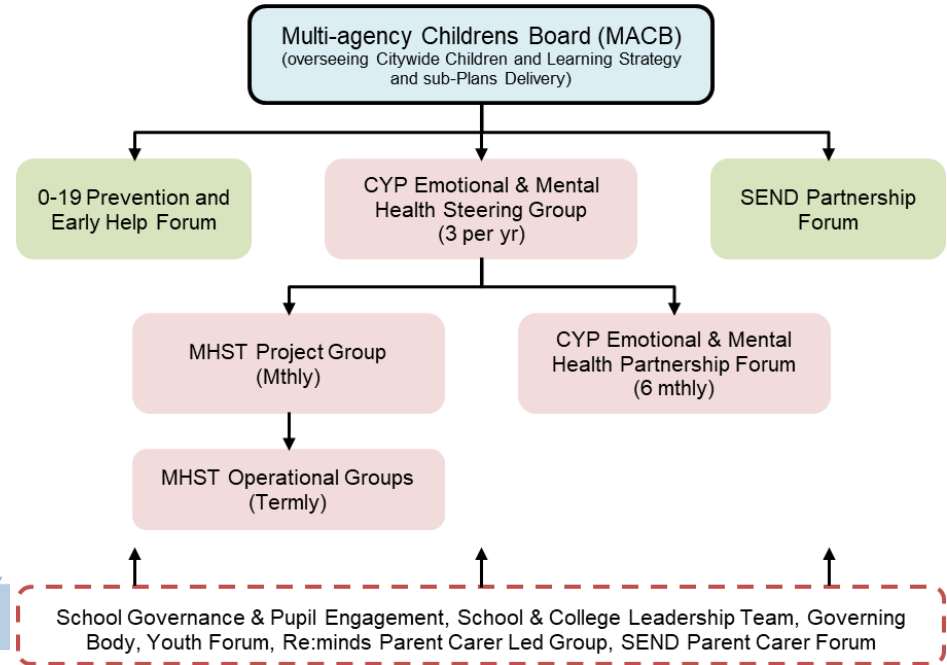 Multi-agency Childrens Board (MACB)
(overseeing Citywide Children and Learning Strategy
and sub-Plans Delivery)
0-19 Prevention and
Early Help Forum
CYP Emotional & Mental
Health Steering Group
(3 per yr)
SEND Partnership
Forum
MHST Project Group
(Mthly)
CYP Emotional & Mental
Health Partnership Forum
(6 mthly)
MHST Operational Groups
(Termly)
School Governance & Pupil Engagement, School & College Leadership Team, Governing
Body, Youth Forum, Re:minds Parent Carer Led Group, SEND Parent Carer Forum